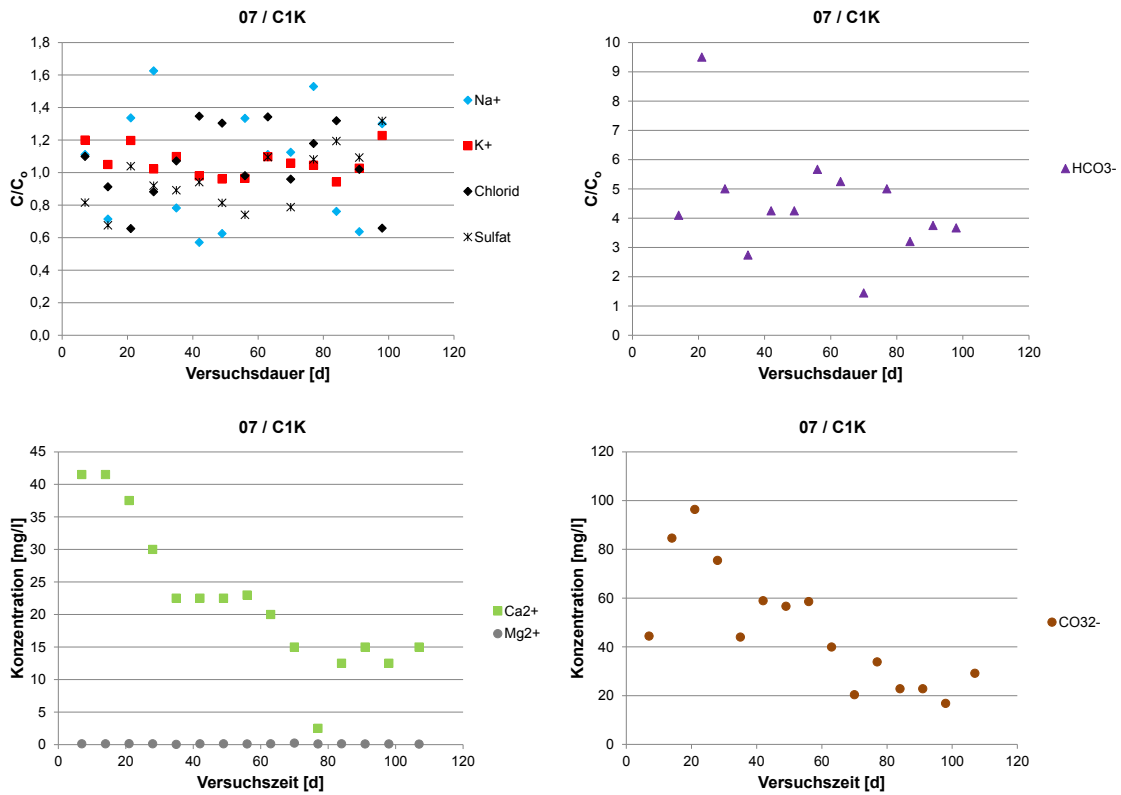 07 / C1K
1,8
1,6
1,4
1,2
1,0
0,8
0,6
0,4
0,2
0,0
C/Co
0 20 40 60 80 100 120
Versuchsdauer [d]
Na+
K+
Chlorid
Sulfat
07 / C1K
10
9
8
7
6
5
4
3
2
1
0
C/Co
0 20 40 60 80 100 120
Versuchsdauer [d]
HCO3-
07 / C1K
45
40
35
30
25
20
15
10
5
0
Konzentration [mg/l]
0 20 40 60 80 100 120
Versuchszeit [d]
Ca2+
Mg2+
07 / C1K
120
100
80
60
40
20
0
Konzentration [mg/l]
0 20 40 60 80 100 120
Versuchszeit [d]
CO32-